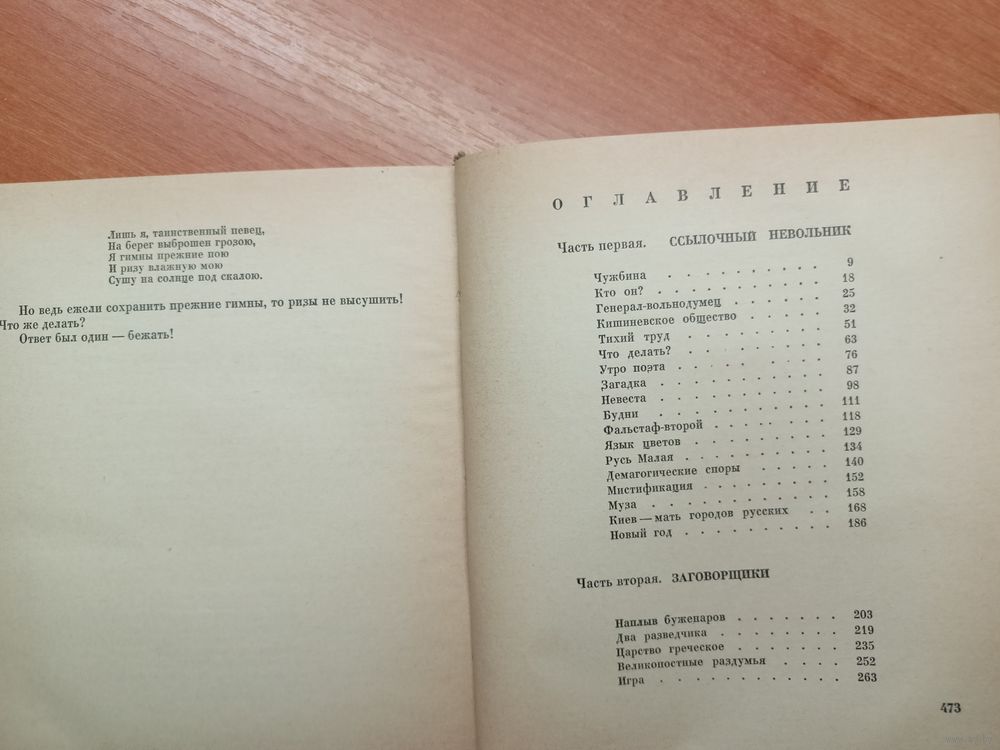 Лишь я, таинственный певец,
На берег выброшен грозою,
Я гимны прежние пою
И ризу влажную мою
Сушу на солнце под скалою.
Но ведь ежели сохранить прежние гимны, то ризы не высушить!
Что же делать?
Ответ был один — бежать!
ОГЛАВЛЕНИЕ
Часть первая. ССЫЛОЧНЫЙ НЕВОЛЬНИК
Чужбина . . . . . . . . . . 9
Кто он? . . . . . . . . . . 18
Генерал-вольнодумец . . . . . . 25
Кишиневское общество . . . . . 32
Тихий труд . . . . . . . . . 51
Что делать? . . . . . . . . . 63
Утро поэта . . . . . . . . . 76
Загадка . . . . . . . . . . 87
Невеста . . . . . . . . . . 98
Будни . . . . . . . . . . 111
Фальстаф-второй . . . . . . . 118
Язык цветов . . . . . . . . 129
Русь Малая . . . . . . . . . 134
Демагогические споры . . . . . 140
Мистификация . . . . . . . . 152
Муза . . . . . . . . . . . 158
Киев — мать городов русских . . 168
Новый год . . . . . . . . . 186
Часть вторая. ЗАГОВОРЩИКИ
Наплыв буженаров . . . . . . . 203
Два разведчика . . . . . . . . 219
Царство греческое . . . . . . . 235
Великопостные раздумья . . . . 252
Игра . . . . . . . . . . . 263
473